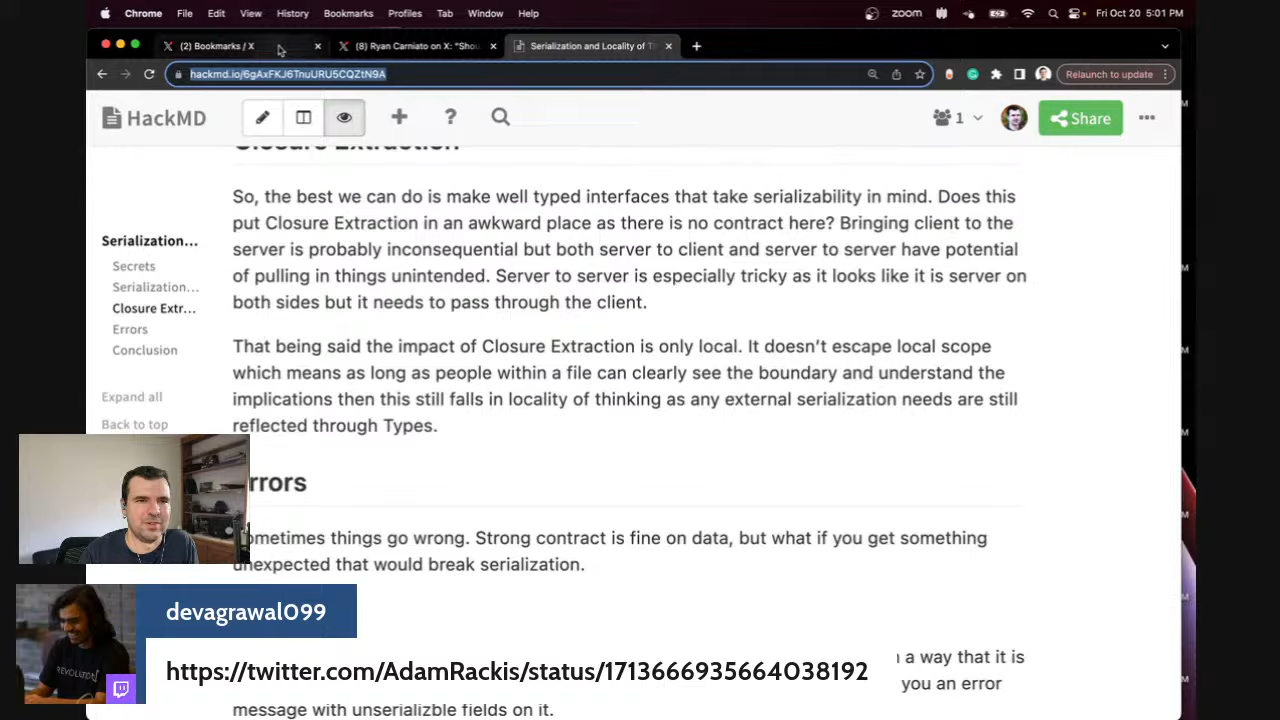 Chrome File Edit View History Bookmarks Profiles Tab Window Help
zoom Fri Oct 20 5:01 PM
(2) Bookmarks / X
(8) Ryan Carniato on X: "Shou
Serialization and Locality of T
hackmd.io/6gAxFKJ6TnuURU5CQZtN9A
Relaunch to update
HackMD
1
Share
Closure Extraction
So, the best we can do is make well typed interfaces that take serializability in mind. Does this
put Closure Extraction in an awkward place as there is no contract here? Bringing client to the
server is probably inconsequential but both server to client and server to server have potential
of pulling in things unintended. Server to server is especially tricky as it looks like it is server on
both sides but it needs to pass through the client.
That being said the impact of Closure Extraction is only local. It doesn't escape local scope
which means as long as people within a file can clearly see the boundary and understand the
implications then this still falls in locality of thinking as any external serialization needs are still
reflected through Types.
Serialization...
Secrets
Serialization...
Closure Extr...
Errors
Conclusion
Expand all
Back to top
rrors
ometimes things go wrong. Strong contract is fine on data, but what if you get something
unexpected that would break serialization.
devagrawal099
https://twitter.com/AdamRackis/status/1713666935664038192
a way that it is
you an error
message with unserializble fields on it.